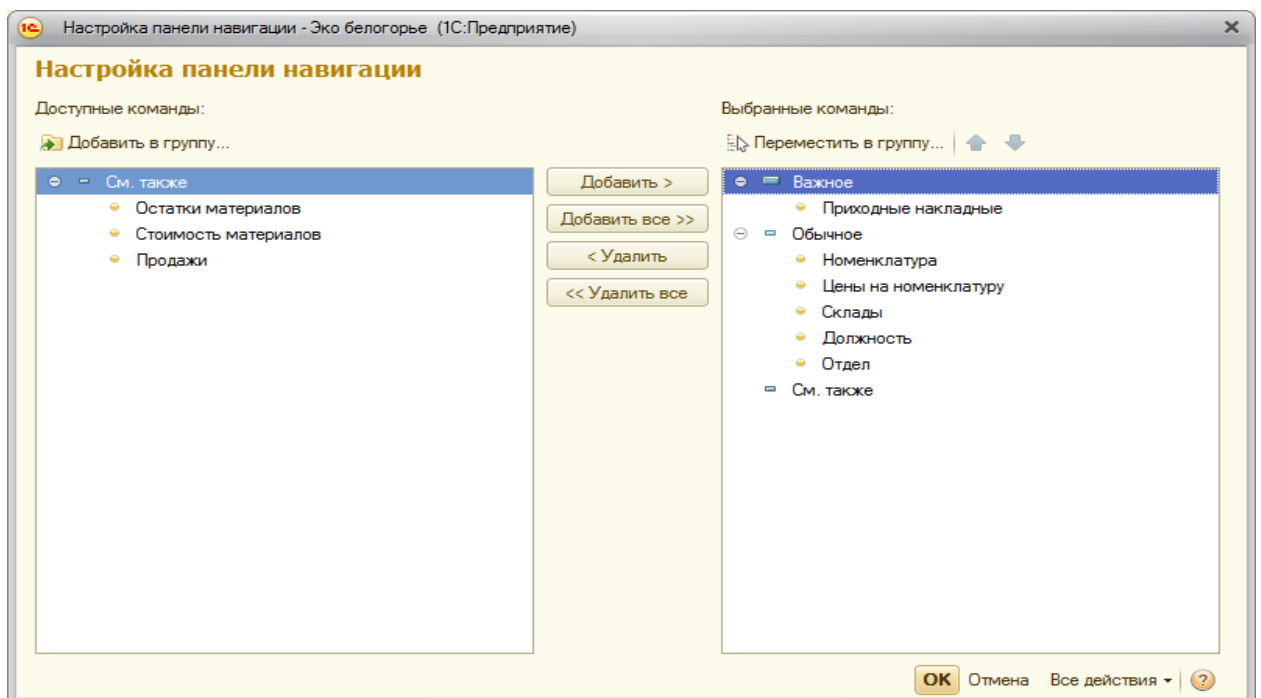 1С Настройка панели навигации - Эко белогорье (1С:Предприятие)
Настройка панели навигации
Доступные команды:
Добавить в группу...
См. также
Остатки материалов
Стоимость материалов
Продажи
Добавить >
Добавить все >>
< Удалить
<< Удалить все
Выбранные команды:
Переместить в группу...
Важное
Приходные накладные
Обычное
Номенклатура
Цены на номенклатуру
Склады
Должность
Отдел
См. также
ОК Отмена Все действия ?